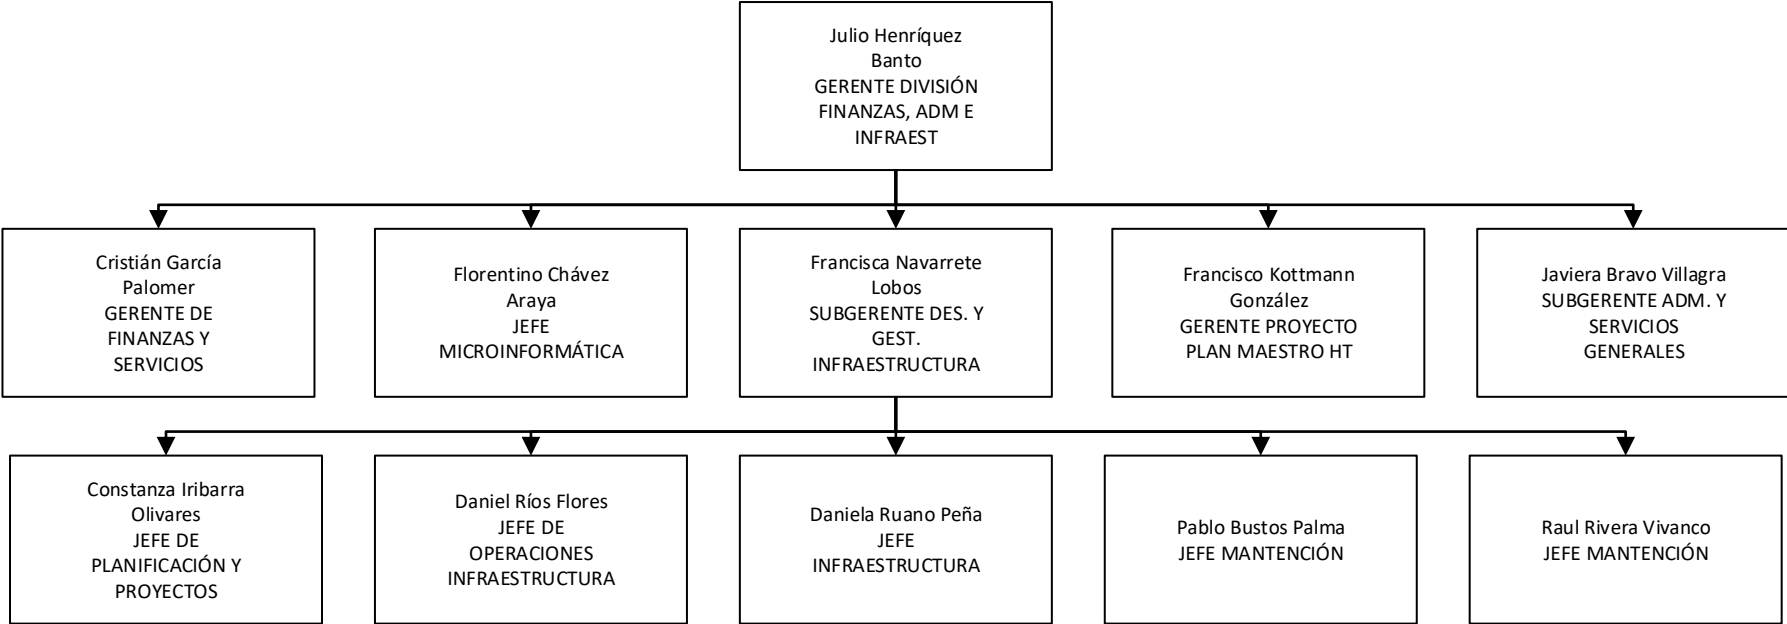 Julio Henríquez
Banto
GERENTE DIVISIÓN
FINANZAS, ADM E
INFRAEST
Cristián García
Palomer
GERENTE DE
FINANZAS Y
SERVICIOS
Florentino Chávez
Araya
JEFE
MICROINFORMÁTICA
Francisca Navarrete
Lobos
SUBGERENTE DES. Y
GEST.
INFRAESTRUCTURA
Francisco Kottmann
González
GERENTE PROYECTO
PLAN MAESTRO HT
Javiera Bravo Villagra
SUBGERENTE ADM. Y
SERVICIOS
GENERALES
Constanza Iribarra
Olivares
JEFE DE
PLANIFICACIÓN Y
PROYECTOS
Daniel Ríos Flores
JEFE DE
OPERACIONES
INFRAESTRUCTURA
Daniela Ruano Peña
JEFE
INFRAESTRUCTURA
Pablo Bustos Palma
JEFE MANTENCIÓN
Raul Rivera Vivanco
JEFE MANTENCIÓN